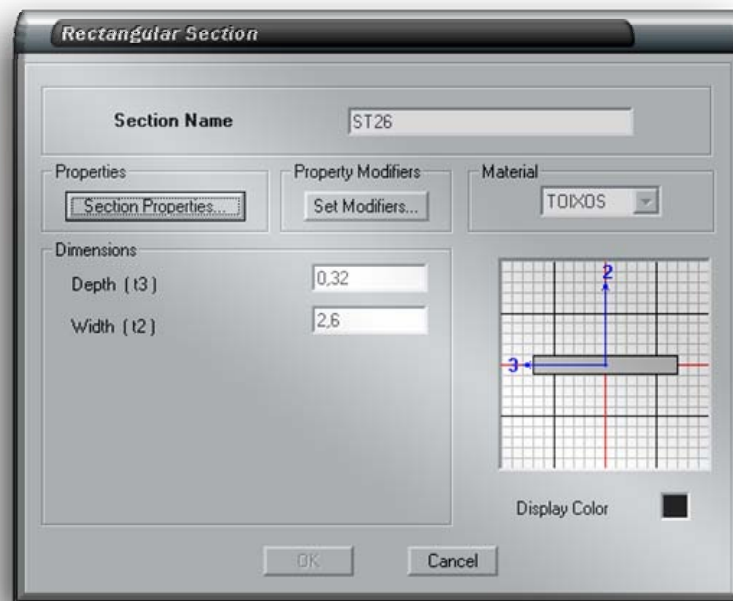 Rectangular Section
Section Name
ST26
Properties
Section Properties...
Property Modifiers
Set Modifiers...
Material
TOIXOS
Dimensions
Depth ( t3 )
0,32
Width ( t2 )
2,6
2
3
Display Color
OK
Cancel